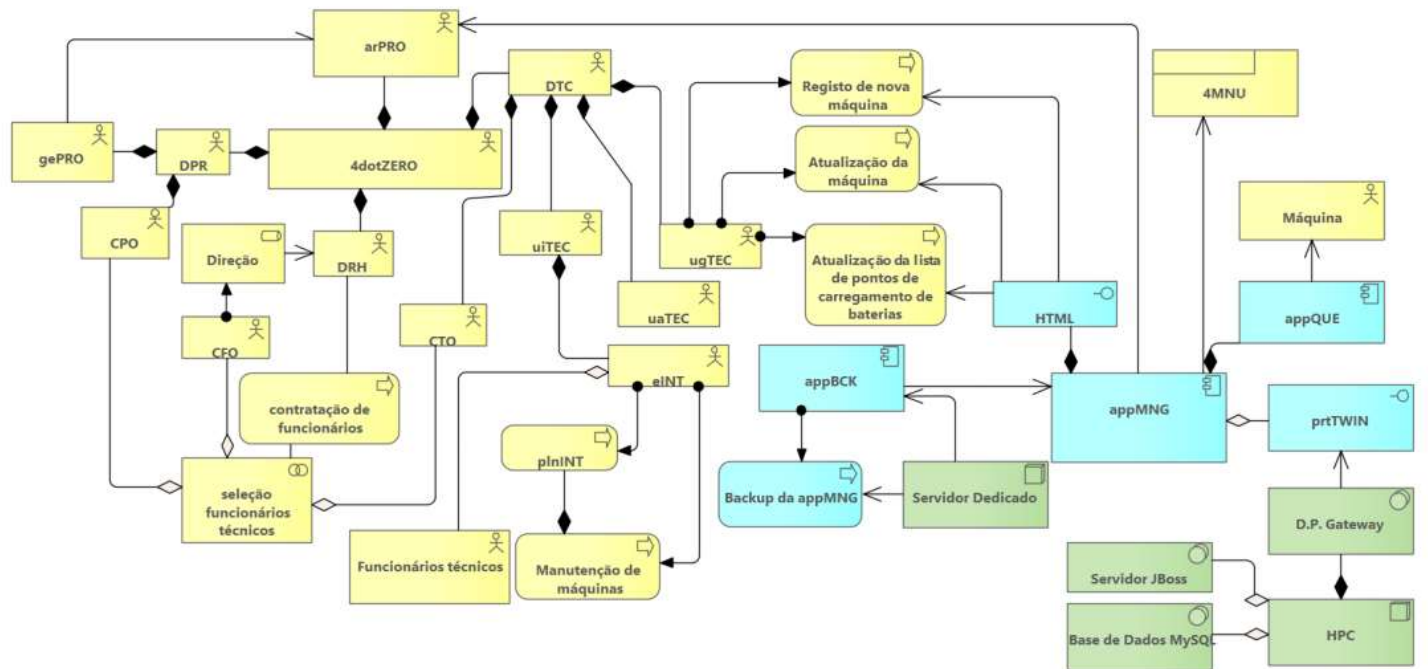 arPRO
DTC
Registo de nova
máquina
4MNU
gePRO
DPR
4dotZERO
Atualização da
máquina
CPO
Direção
DRH
uiTEC
ugTEC
Atualização da lista
de pontos de
carregamento de
baterias
Máquina
CFO
CTO
uaTEC
HTML
appQUE
contratação de
funcionários
eINT
appBCK
appMNG
prtTWIN
seleção
funcionários
técnicos
plnINT
Backup da appMNG
Servidor Dedicado
D.P. Gateway
Funcionários técnicos
Manutenção de
máquinas
Servidor JBoss
Base de Dados MySQL
HPC